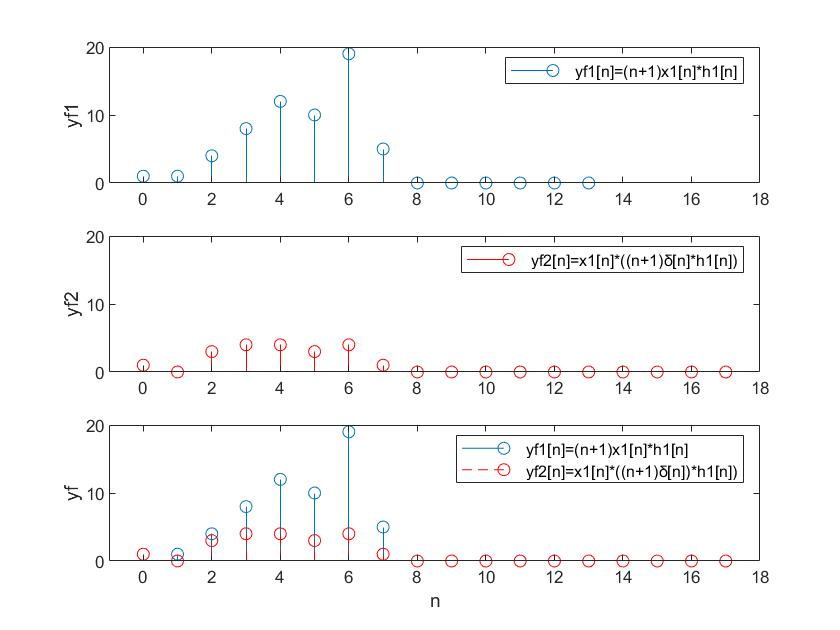 yf1[n]=(n+1)x1[n]*h1[n]
20
10
0
yf1
0 2 4 6 8 10 12 14 16 18
yf2[n]=x1[n]*((n+1)δ[n]*h1[n])
20
10
0
yf2
0 2 4 6 8 10 12 14 16 18
yf1[n]=(n+1)x1[n]*h1[n]
yf2[n]=x1[n]*((n+1)δ[n])*h1[n])
20
10
0
yf
0 2 4 6 8 10 12 14 16 18
n